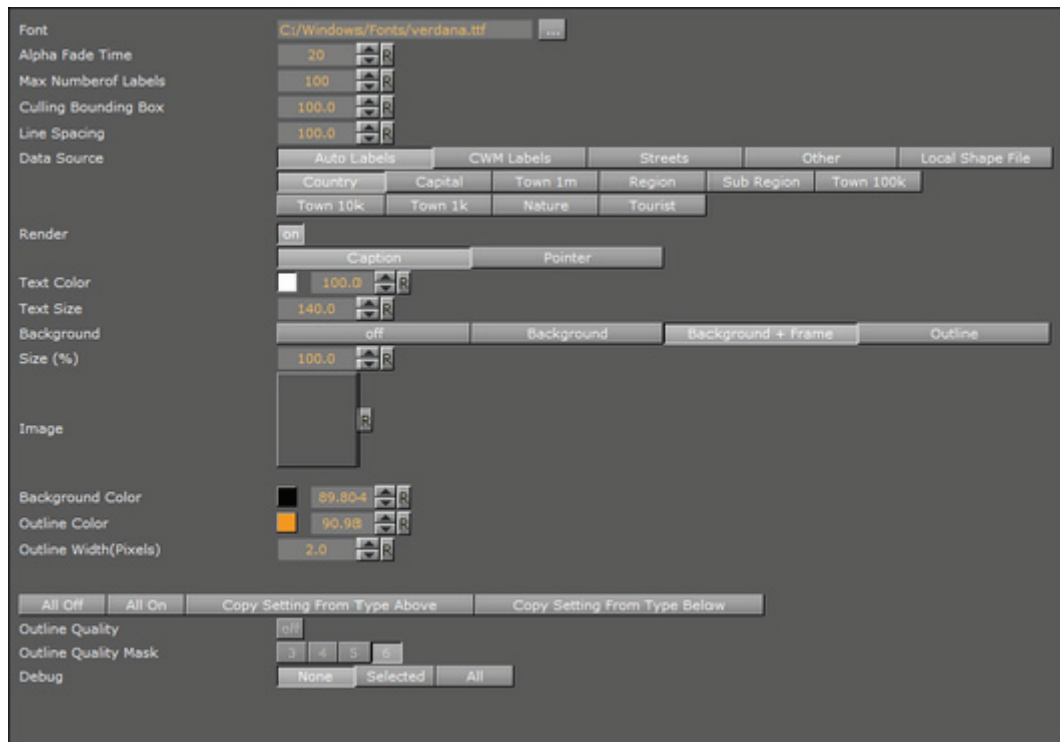 Font C:/Windows/Fonts/verdana.ttf ...
Alpha Fade Time 20 R
Max Numberof Labels 100 R
Culling Bounding Box 100.0 R
Line Spacing 100.0 R
Data Source Auto Labels CWM Labels Streets Other Local Shape File
Country Capital Town 1m Region Sub Region Town 100k
Town 10k Town 1k Nature Tourist
Render on
Caption Pointer
Text Color 100.0 R
Text Size 140.0 R
Background off Background Background + Frame Outline
Size (%) 100.0 R
Image R
Background Color 89.804 R
Outline Color 90.98 R
Outline Width(Pixels) 2.0 R
All Off All On Copy Setting From Type Above Copy Setting From Type Below
Outline Quality off
Outline Quality Mask 3 4 5 6
Debug None Selected All